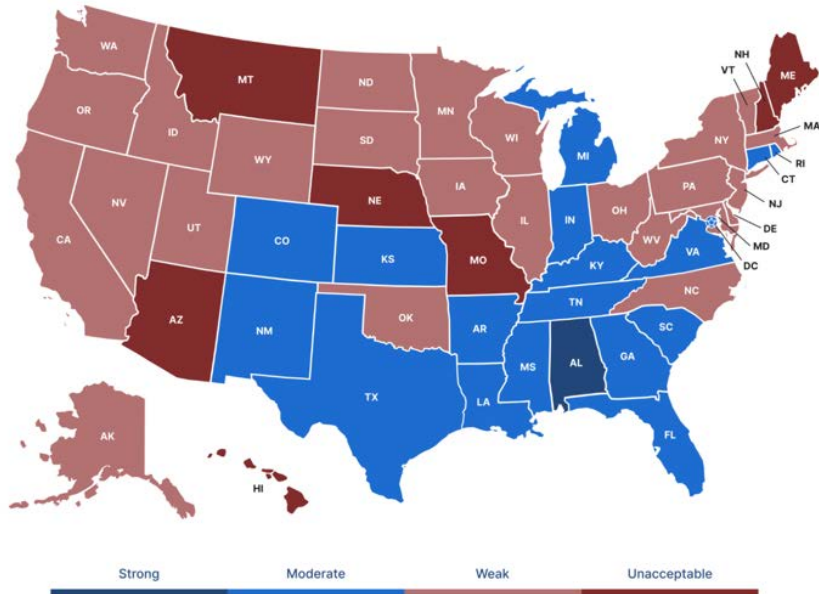 WA
MT
ND
MN
VT
NH
ME
OR
ID
SD
WI
NY
MA
WY
MI
RI
CT
IA
PA
NJ
NE
NV
UT
IL
IN
OH
DE
CA
CO
WV
MD
VA
DC
KS
MO
KY
NC
TN
AZ
NM
OK
AR
SC
MS
AL
GA
TX
LA
FL
AK
HI
Strong Moderate Weak Unacceptable